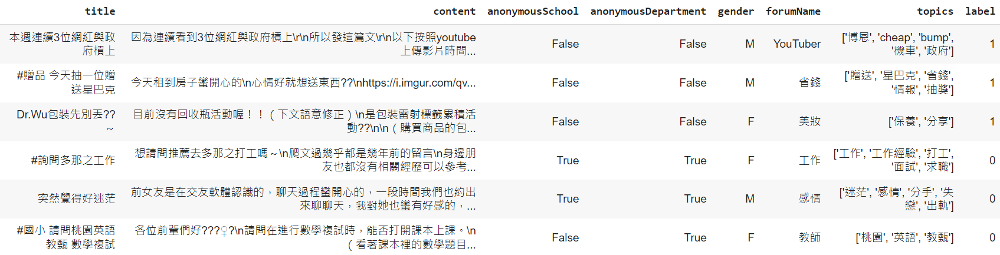 title content anonymousSchool anonymousDepartment gender forumName topics label
本週連續3位網紅與政 因為連續看到3位網紅與政府槓上\r\n所以發這篇文\r\n以下按照youtube False False M YouTuber ['博恩', 'cheap', 'bump', 1
府槓上 上傳影片時間... '機車', '政府']
#贈品 今天抽一位贈 今天租到房子蠻開心的\n心情好就想送東西??\nhttps://i.imgur.com/qv... False False M 省錢 ['贈送', '星巴克', '省錢', 1
送星巴克 '情報', '抽獎']
Dr.Wu包裝先別丟?? 目前沒有回收瓶活動喔！！（下文語意修正）\n是包裝雷射標籤累積活 False False F 美妝 ['保養', '分享'] 1
~ 動??\n\n（購買商品的包...
#詢問多那之工作 想請問推薦去多那之打工嗎～\n爬文過幾乎都是幾年前的留言\n身邊朋 True True F 工作 ['工作', '工作經驗', '打工', 0
友也都沒有相關經歷可以參考... '面試', '求職']
突然覺得好迷茫 前女友是在交友軟體認識的，聊天過程蠻開心的，一段時間我們也約出 True True M 感情 ['迷茫', '感情', '分手', '失 0
來聊聊天，我對她也蠻有好感的，... 戀', '出軌']
#國小 請問桃園英語 各位前輩們好???♀?\n請問在進行數學複試時，能否打開課本上課。\n False True F 教師 ['桃園', '英語', '教甄'] 0
教甄 數學複試 （看著課本裡的數學題目...